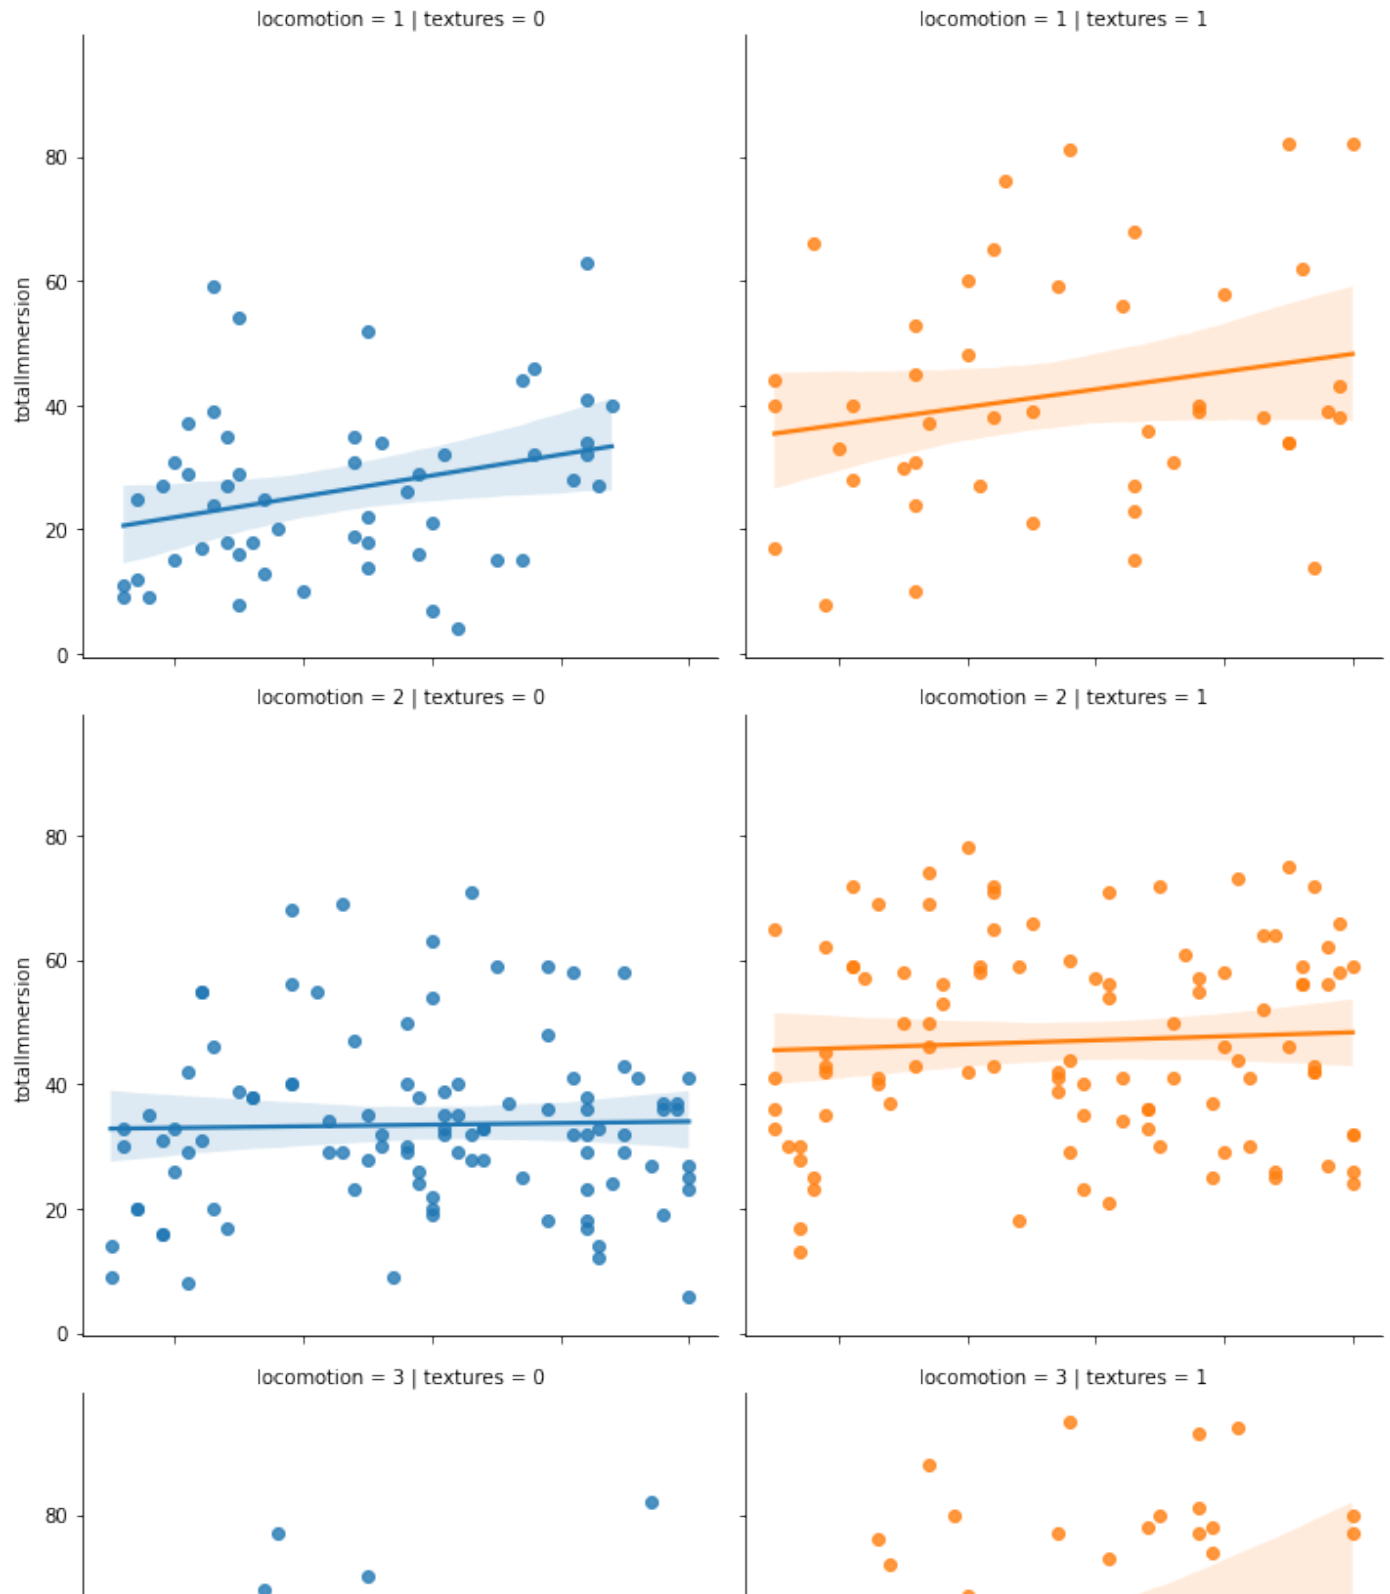 locomotion = 1 | textures = 0
locomotion = 1 | textures = 1
80
60
40
20
0
totalImmersion
locomotion = 2 | textures = 0
locomotion = 2 | textures = 1
80
60
40
20
0
totalImmersion
locomotion = 3 | textures = 0
locomotion = 3 | textures = 1
80